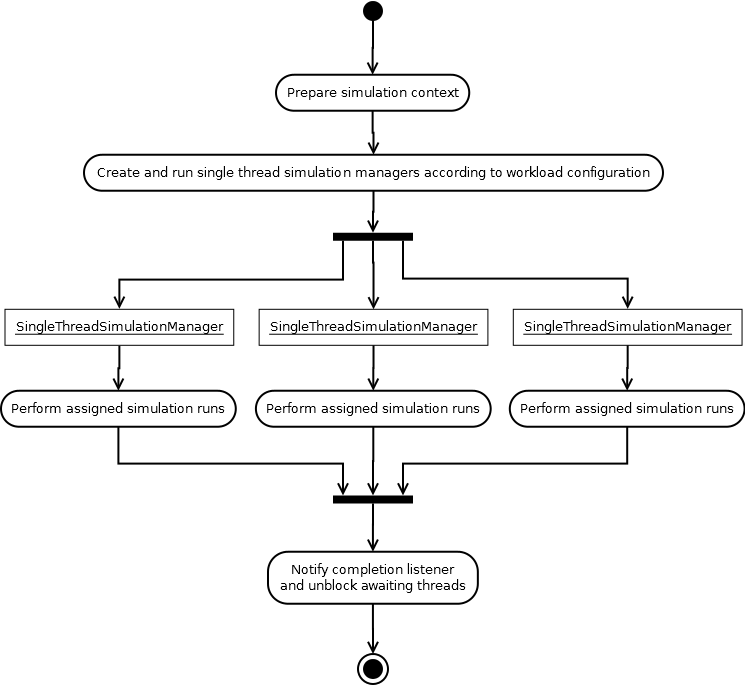 Prepare simulation context
Create and run single thread simulation managers according to workload configuration
SingleThreadSimulationManager
SingleThreadSimulationManager
SingleThreadSimulationManager
Perform assigned simulation runs
Perform assigned simulation runs
Perform assigned simulation runs
Notify completion listener
and unblock awaiting threads